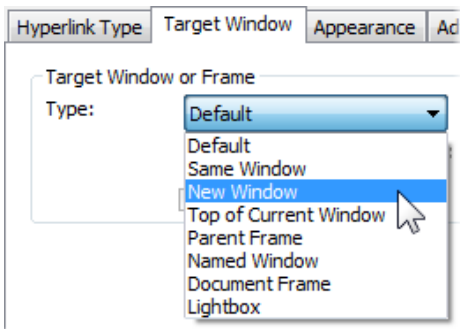 Hyperlink Type Target Window Appearance Ad
Target Window or Frame
Type:
Default
Default
Same Window
New Window
Top of Current Window
Parent Frame
Named Window
Document Frame
Lightbox